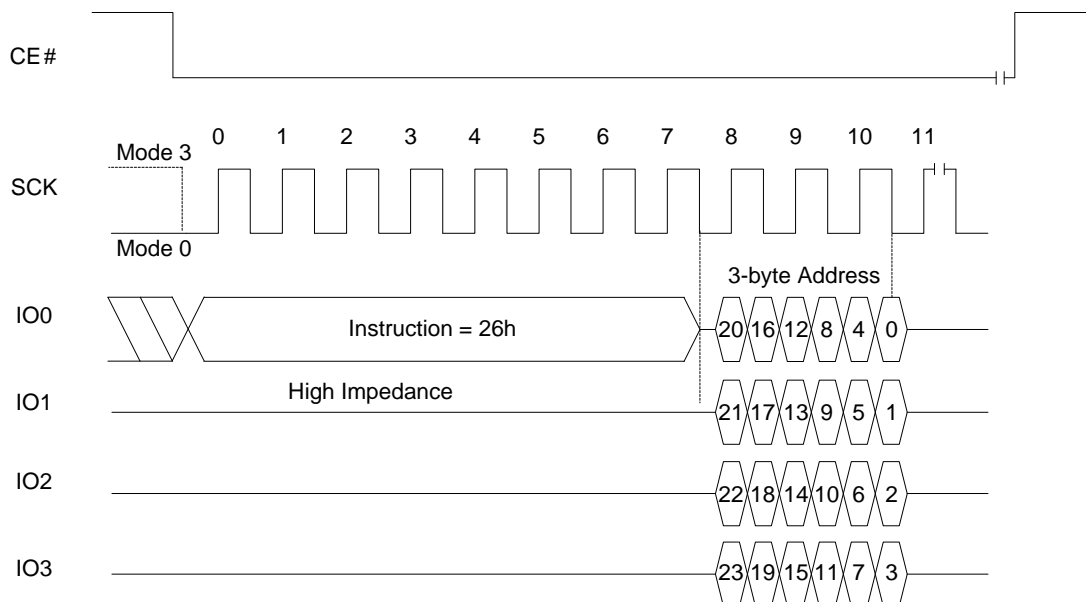 CE#
0 1 2 3 4 5 6 7 8 9 10 11
Mode 3
SCK
Mode 0
3-byte Address
IO0
Instruction = 26h
20 16 12 8 4 0
High Impedance
IO1
21 17 13 9 5 1
IO2
22 18 14 10 6 2
IO3
23 19 15 11 7 3